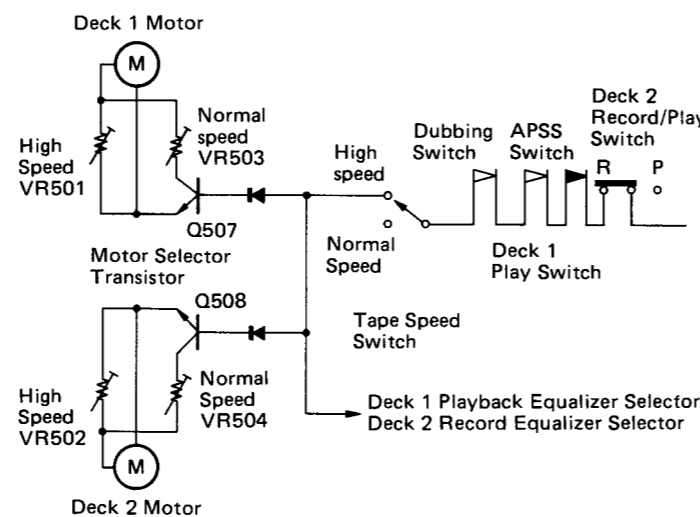 Deck 1 Motor
M
High
Speed
VR501
Normal
speed
VR503
Q507
Motor Selector
Transistor
Q508
High
Speed
VR502
Normal
Speed
VR504
M
Deck 2 Motor
High
speed
Normal
Speed
Dubbing
Switch
APSS
Switch
Deck 2
Record/Play
Switch
R
P
Deck 1
Play Switch
Tape Speed
Switch
Deck 1 Playback Equalizer Selector
Deck 2 Record Equalizer Selector